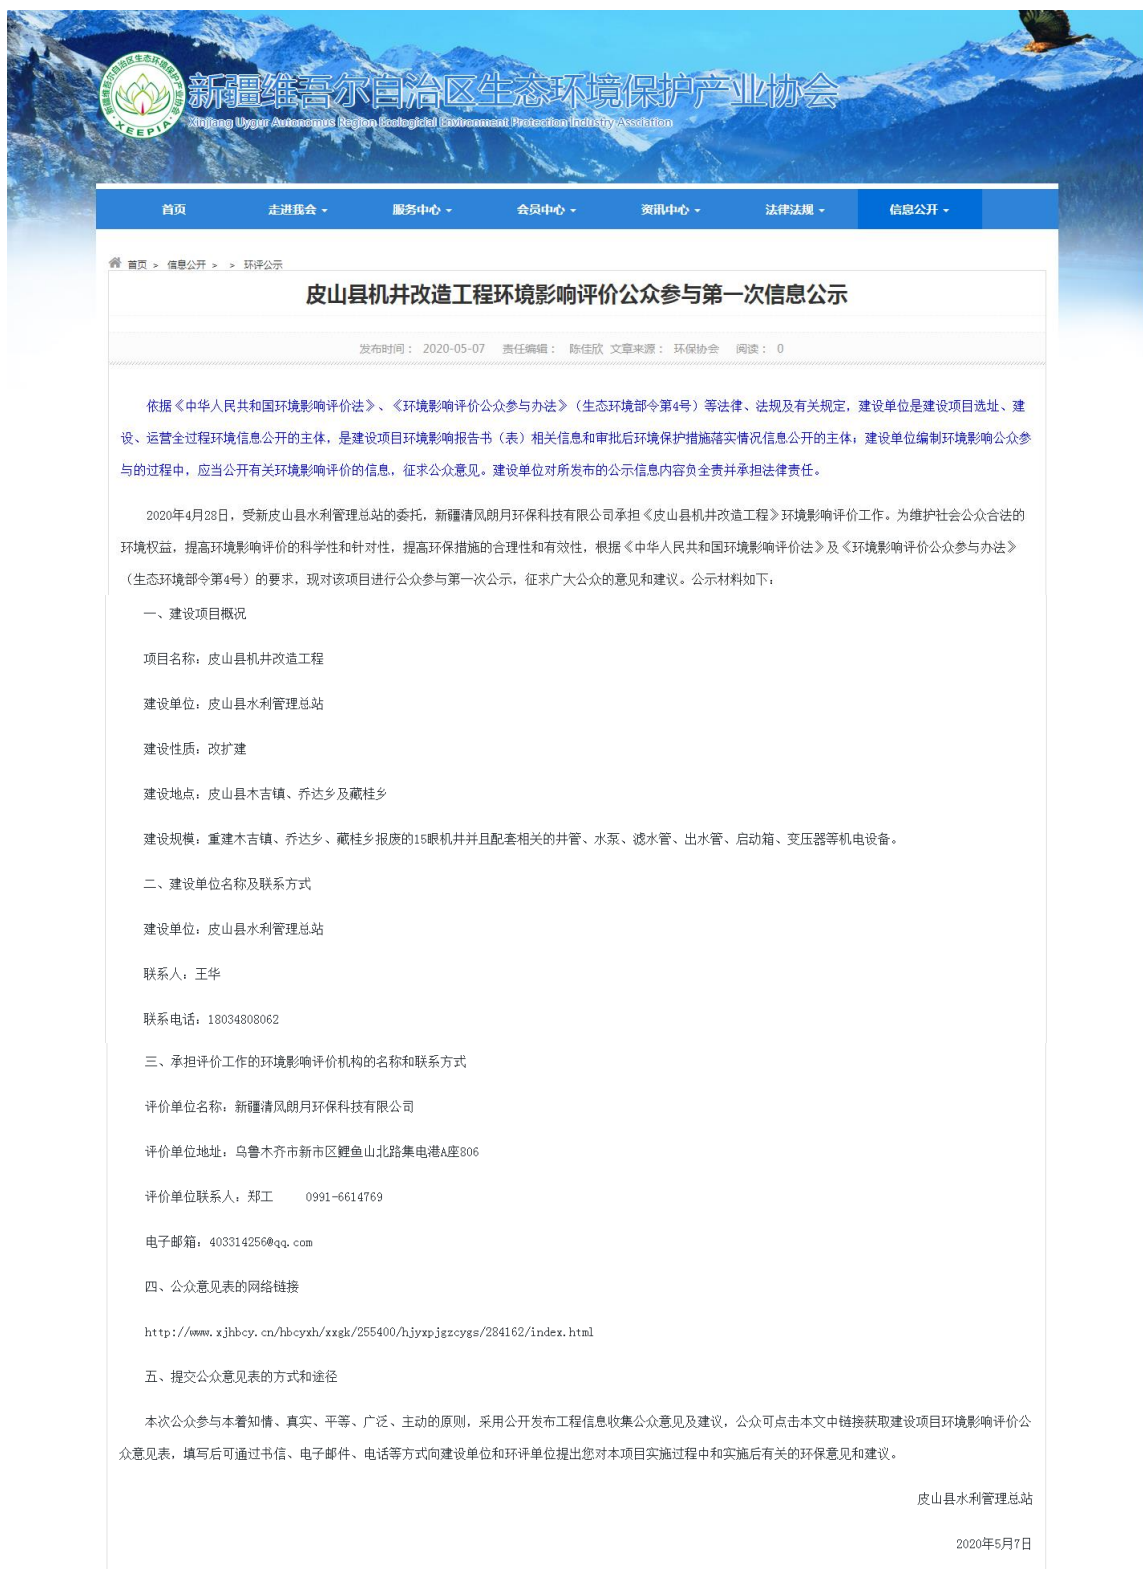 新疆维吾尔自治区生态环境保护产业协会
Xinjiang Uygur Autonomus Region Ecologicial Environment Protection Industry Assciation
新疆维吾尔自治区生态环境保护产业协会
XEEPIA
首页 走进我会 服务中心 会员中心 资讯中心 法律法规 信息公开
首页 > 信息公开 > > 环评公示
皮山县机井改造工程环境影响评价公众参与第一次信息公示
发布时间： 2020-05-07 责任编辑： 陈佳欣 文章来源： 环保协会 阅读： 0
依据《中华人民共和国环境影响评价法》、《环境影响评价公众参与办法》（生态环境部令第4号）等法律、法规及有关规定，建设单位是建设项目选址、建
设、运营全过程环境信息公开的主体，是建设项目环境影响报告书（表）相关信息和审批后环境保护措施落实情况信息公开的主体；建设单位编制环境影响公众参
与的过程中，应当公开有关环境影响评价的信息，征求公众意见。建设单位对所发布的公示信息内容负全责并承担法律责任。
2020年4月28日，受新皮山县水利管理总站的委托，新疆清风朗月环保科技有限公司承担《皮山县机井改造工程》环境影响评价工作。为维护社会公众合法的
环境权益，提高环境影响评价的科学性和针对性，提高环保措施的合理性和有效性，根据《中华人民共和国环境影响评价法》及《环境影响评价公众参与办法》
（生态环境部令第4号）的要求，现对该项目进行公众参与第一次公示，征求广大公众的意见和建议。公示材料如下：
一、建设项目概况
项目名称：皮山县机井改造工程
建设单位：皮山县水利管理总站
建设性质：改扩建
建设地点：皮山县木吉镇、乔达乡及藏桂乡
建设规模：重建木吉镇、乔达乡、藏桂乡报废的15眼机井并且配套相关的井管、水泵、滤水管、出水管、启动箱、变压器等机电设备。
二、建设单位名称及联系方式
建设单位：皮山县水利管理总站
联系人：王华
联系电话：18034808062
三、承担评价工作的环境影响评价机构的名称和联系方式
评价单位名称：新疆清风朗月环保科技有限公司
评价单位地址：乌鲁木齐市新市区鲤鱼山北路集电港A座806
评价单位联系人：郑工 0991-6614769
电子邮箱：403314256@qq.com
四、公众意见表的网络链接
http://www.xjhbcy.cn/hbcyxh/xxgk/255400/hjyxpjgzcygs/284162/index.html
五、提交公众意见表的方式和途径
本次公众参与本着知情、真实、平等、广泛、主动的原则，采用公开发布工程信息收集公众意见及建议，公众可点击本文中链接获取建设项目环境影响评价公
众意见表，填写后可通过书信、电子邮件、电话等方式向建设单位和环评单位提出您对本项目实施过程中和实施后有关的环保意见和建议。
皮山县水利管理总站
2020年5月7日